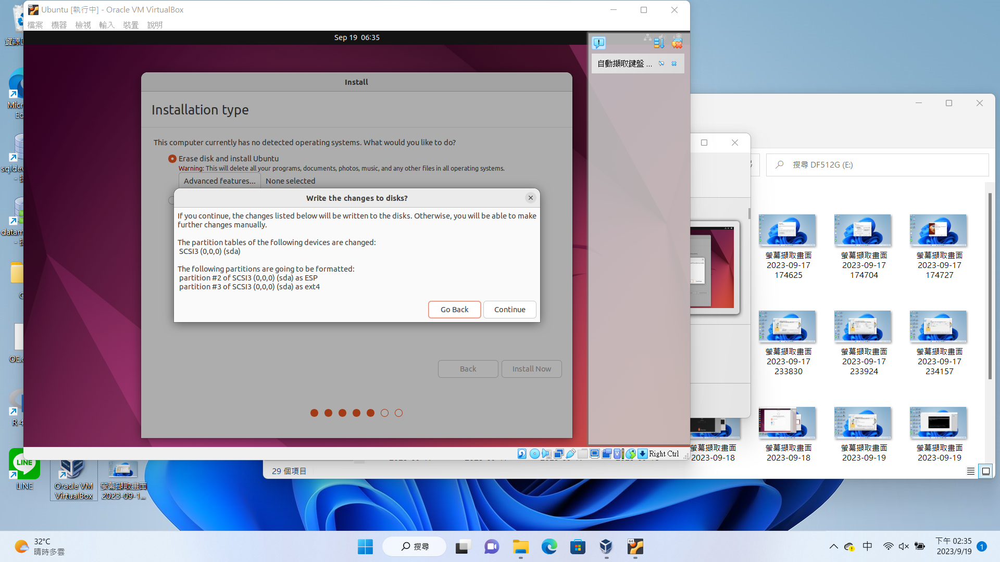 Ubuntu [執行中] - Oracle VM VirtualBox
檔案 機器 檢視 輸入 裝置 說明
Sep 19 06:35
自動擷取鍵盤 ...
Install
Installation type
This computer currently has no detected operating systems. What would you like to do?
Erase disk and install Ubuntu
Warning: This will delete all your programs, documents, photos, music, and any other files in all operating systems.
Advanced features...
None selected
Write the changes to disks?
If you continue, the changes listed below will be written to the disks. Otherwise, you will be able to make
further changes manually.
The partition tables of the following devices are changed:
SCSI3 (0,0,0) (sda)
The following partitions are going to be formatted:
partition #2 of SCSI3 (0,0,0) (sda) as ESP
partition #3 of SCSI3 (0,0,0) (sda) as ext4
Go Back
Continue
Back
Install Now
Right Ctrl
搜尋 DF512G (E:)
螢幕擷取畫面
2023-09-17
174625
螢幕擷取畫面
2023-09-17
174704
螢幕擷取畫面
2023-09-17
174727
螢幕擷取畫面
2023-09-17
233830
螢幕擷取畫面
2023-09-17
233924
螢幕擷取畫面
2023-09-17
234157
螢幕擷取畫面
2023-09-18
螢幕擷取畫面
2023-09-18
螢幕擷取畫面
2023-09-19
螢幕擷取畫面
2023-09-19
29 個項目
資源
Micr
Ed
sqldev
datam
OE.
R 4
LINE
Oracle VM
VirtualBox
螢幕擷取畫面
2023-09-1...
32°C
晴時多雲
搜尋
64
中
下午 02:35
2023/9/19
1